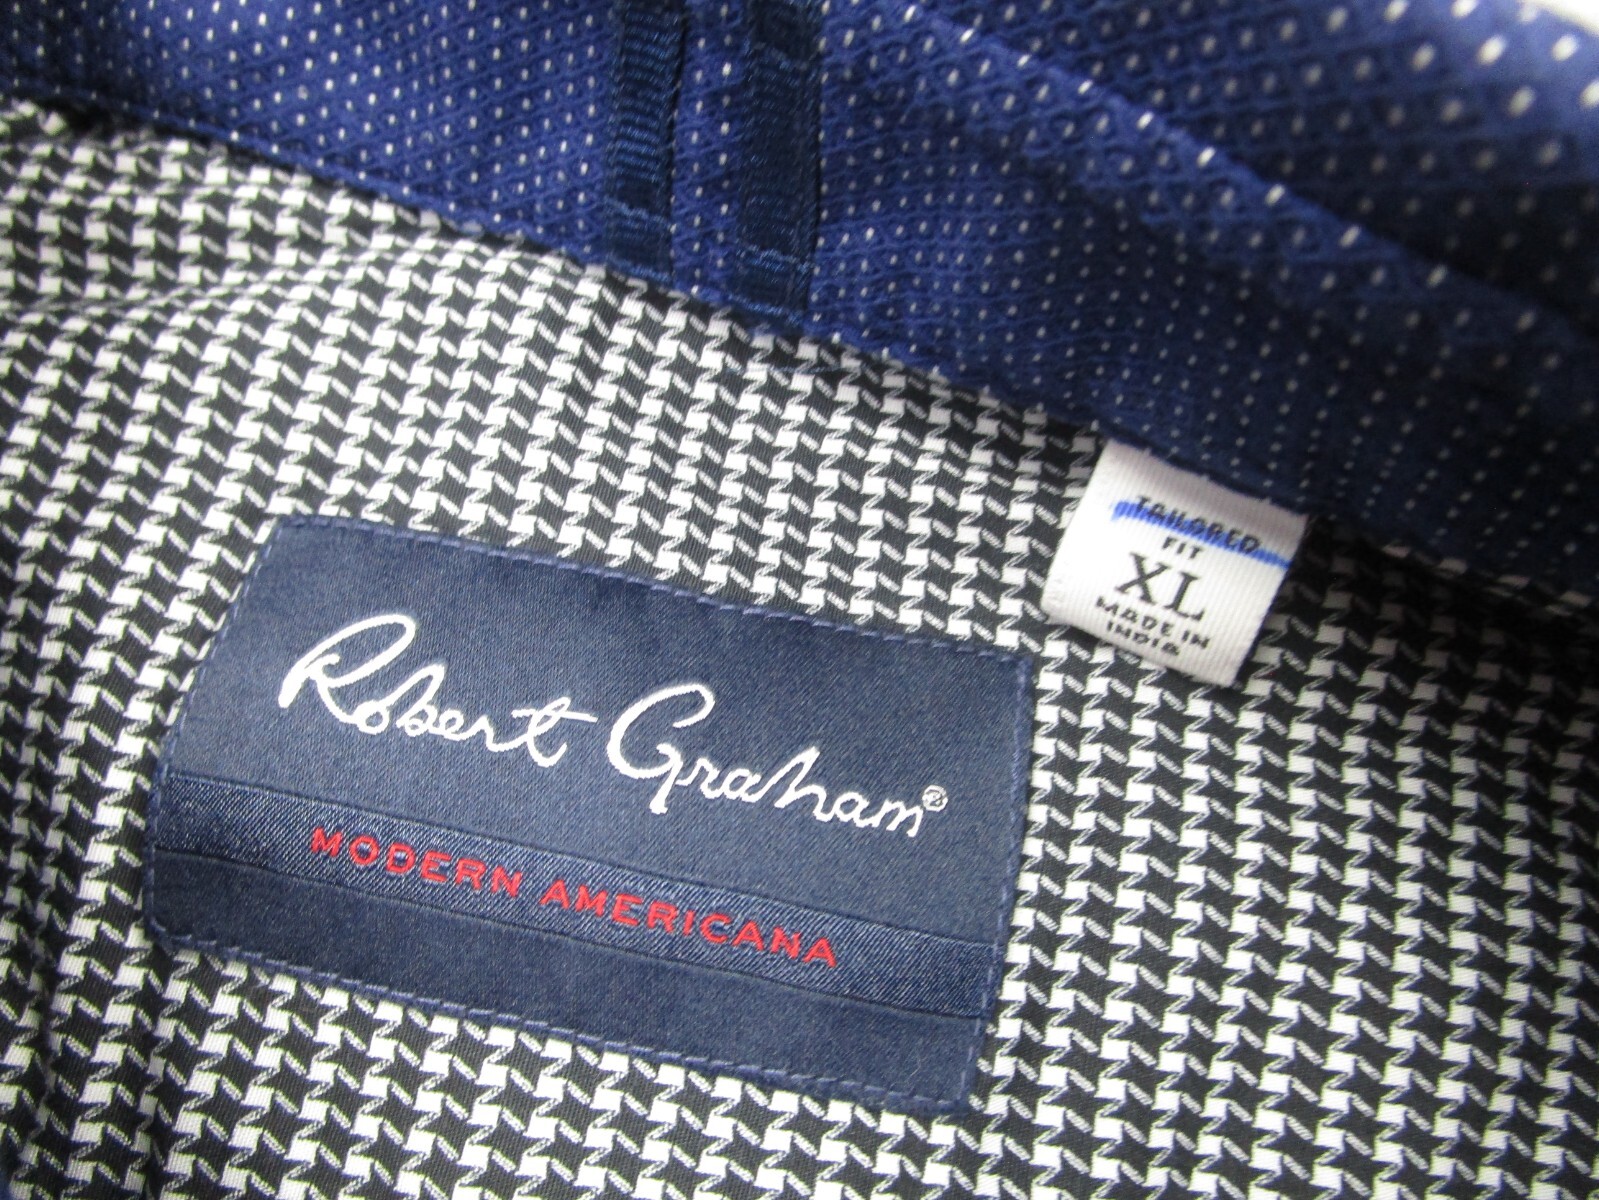 TAILORED
FIT
XL
MADE IN
INDIA
Robert Graham®
MODERN AMERICANA